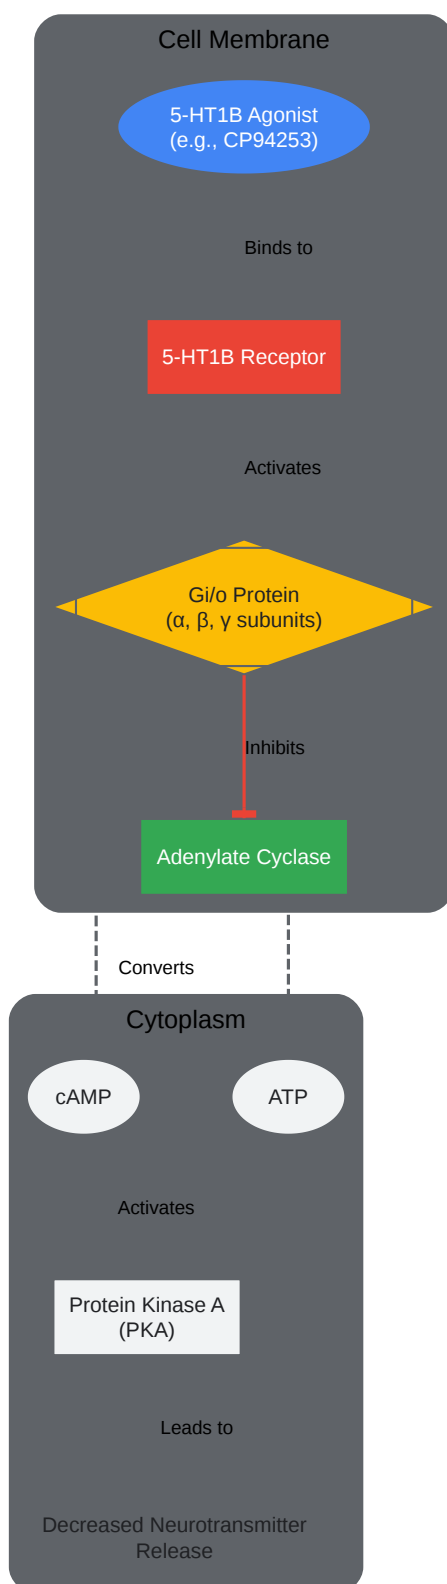 Cell Membrane
5-HT1B Agonist
(e.g., CP94253)
Binds to
5-HT1B Receptor
Activates
Gi/o Protein
(α, β, γ subunits)
Inhibits
Adenylate Cyclase
Converts
Cytoplasm
cAMP
ATP
Activates
Protein Kinase A
(PKA)
Leads to
Decreased Neurotransmitter
Release